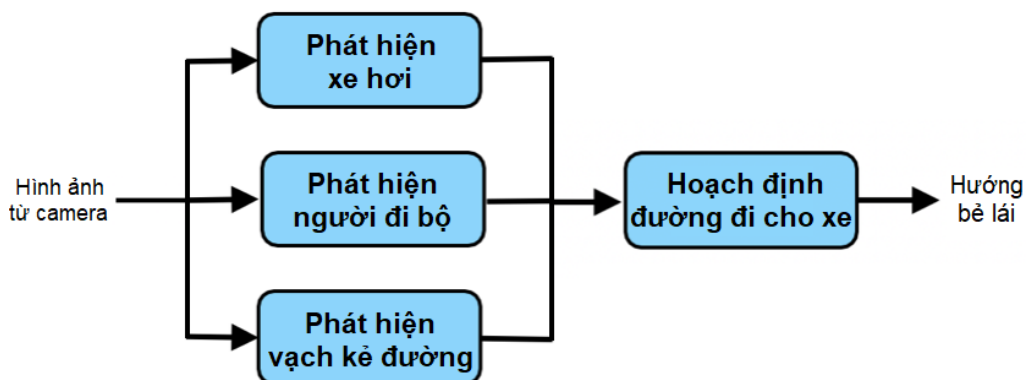 Hình ảnh
từ camera
Phát hiện
xe hơi
Phát hiện
người đi bộ
Phát hiện
vạch kẻ đường
Hoạch định
đường đi cho xe
Hướng
bẻ lái